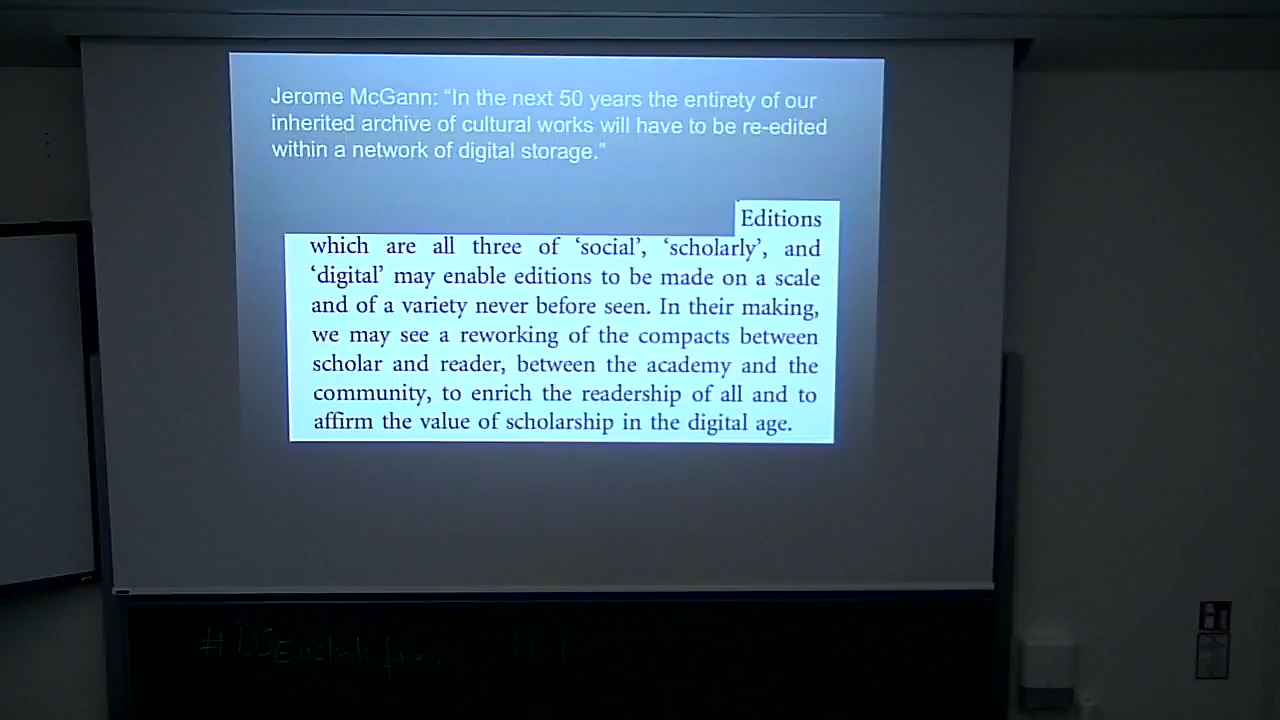 Jerome McGann: “In the next 50 years the entirety of our
inherited archive of cultural works will have to be re-edited
within a network of digital storage.”
Editions
which are all three of ‘social’, ‘scholarly’, and
‘digital’ may enable editions to be made on a scale
and of a variety never before seen. In their making,
we may see a reworking of the compacts between
scholar and reader, between the academy and the
community, to enrich the readership of all and to
affirm the value of scholarship in the digital age.